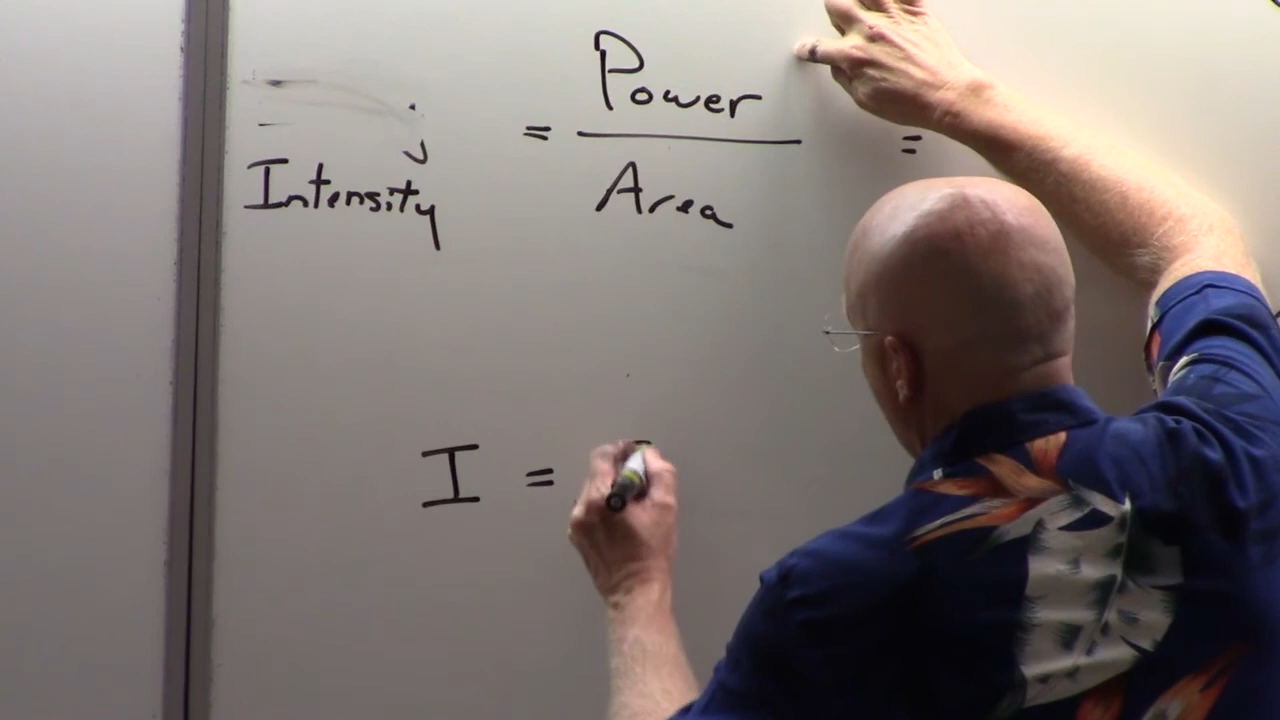 Intensity = Power / Area =
I =